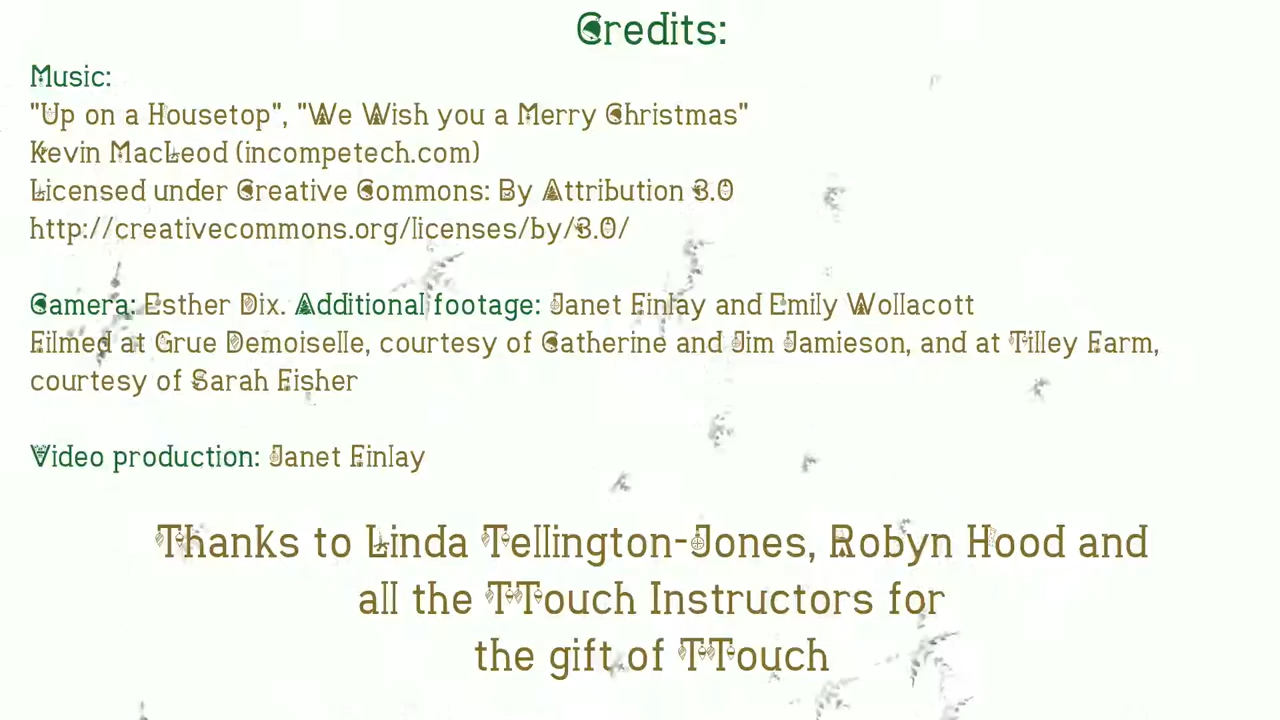 Credits:
Music:
"Up on a Housetop", "We Wish you a Merry Christmas"
Kevin MacLeod (incompetech.com)
Licensed under Creative Commons: By Attribution 3.0
http://creativecommons.org/licenses/by/3.0/
Camera: Esther Dix. Additional footage: Janet Finlay and Emily Wollacott
Filmed at Grue Demoiselle, courtesy of Catherine and Jim Jamieson, and at Tilley Farm,
courtesy of Sarah Fisher
Video production: Janet Finlay
Thanks to Linda Tellington-Jones, Robyn Hood and
all the TTouch Instructors for
the gift of TTouch